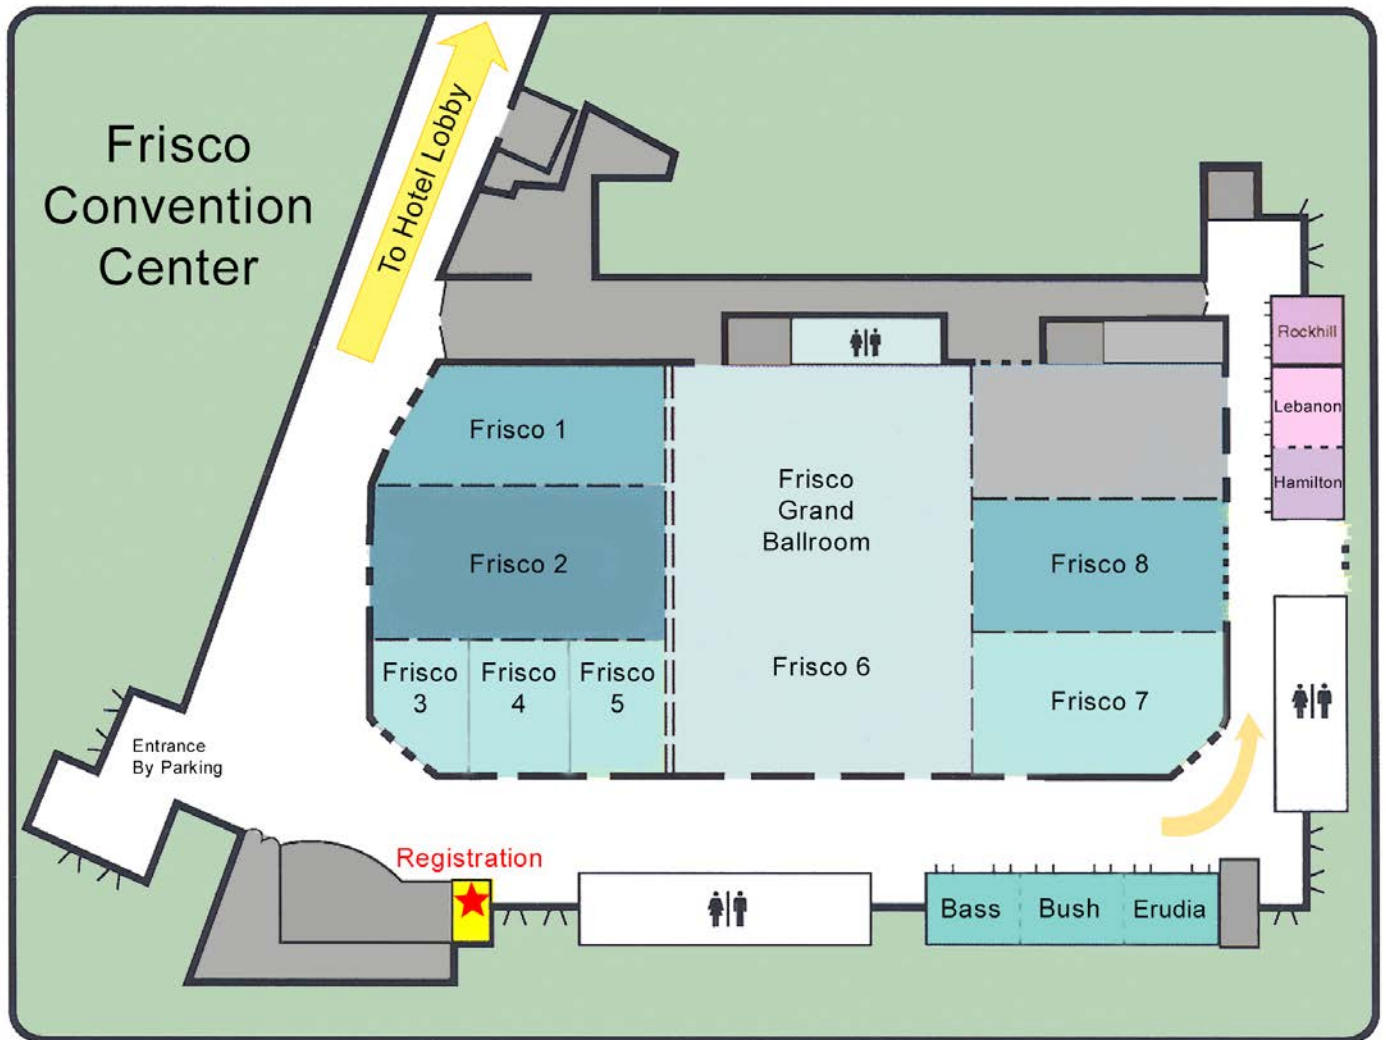 Frisco
Convention
Center
To Hotel Lobby
Rockhill
Lebanon
Hamilton
Frisco 1
Frisco
Grand
Ballroom
Frisco 2
Frisco 8
Frisco
3
Frisco
4
Frisco
5
Frisco 6
Frisco 7
Entrance
By Parking
Registration
Bass
Bush
Erudia